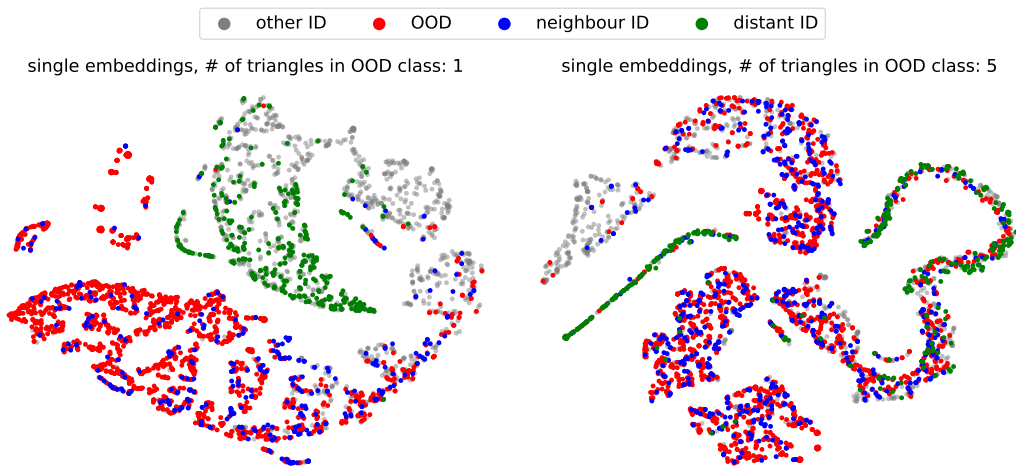 other ID OOD neighbour ID distant ID
single embeddings, # of triangles in OOD class: 1
single embeddings, # of triangles in OOD class: 5